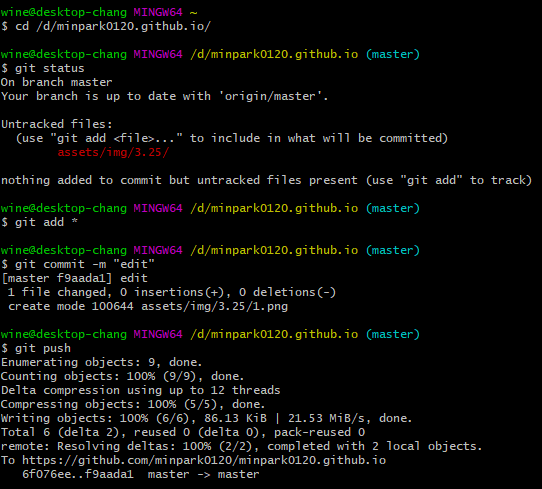 wine@desktop-chang MINGW64 ~
$ cd /d/minpark0120.github.io/
wine@desktop-chang MINGW64 /d/minpark0120.github.io (master)
$ git status
On branch master
Your branch is up to date with 'origin/master'.
Untracked files:
(use "git add <file>..." to include in what will be committed)
assets/img/3.25/
nothing added to commit but untracked files present (use "git add" to track)
wine@desktop-chang MINGW64 /d/minpark0120.github.io (master)
$ git add *
wine@desktop-chang MINGW64 /d/minpark0120.github.io (master)
$ git commit -m "edit"
[master f9aada1] edit
1 file changed, 0 insertions(+), 0 deletions(-)
create mode 100644 assets/img/3.25/1.png
wine@desktop-chang MINGW64 /d/minpark0120.github.io (master)
$ git push
Enumerating objects: 9, done.
Counting objects: 100% (9/9), done.
Delta compression using up to 12 threads
Compressing objects: 100% (5/5), done.
Writing objects: 100% (6/6), 86.13 KiB | 21.53 MiB/s, done.
Total 6 (delta 2), reused 0 (delta 0), pack-reused 0
remote: Resolving deltas: 100% (2/2), completed with 2 local objects.
To https://github.com/minpark0120/minpark0120.github.io
6f076ee..f9aada1  master -> master